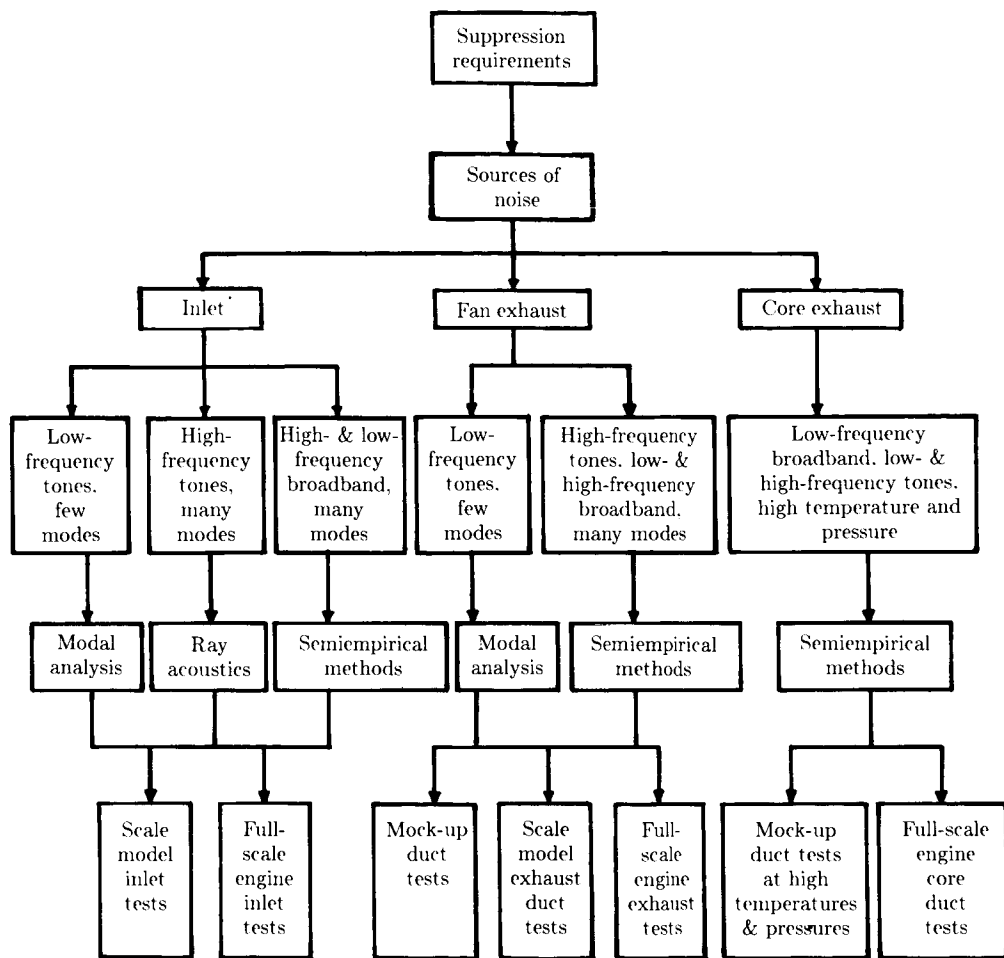 Suppression
requirements
Sources of
noise
Inlet
Fan exhaust
Core exhaust
Low-
frequency
tones.
few
modes
High-
frequency
tones,
many
modes
High- & low-
frequency
broadband,
many
modes
Low-
frequency
tones.
few
modes
High-frequency
tones. low- &
high-frequency
broadband.
many modes
Low-frequency
broadband. low- &
high-frequency tones.
high temperature and
pressure
Modal
analysis
Ray
acoustics
Semiempirical
methods
Modal
analysis
Semiempirical
methods
Semiempirical
methods
Scale
model
inlet
tests
Full-
scale
engine
inlet
tests
Mock-up
duct
tests
Scale
model
exhaust
duct
tests
Full-
scale
engine
exhaust
tests
Mock-up
duct tests
at high
temperatures
& pressures
Full-scale
engine
core
duct
tests